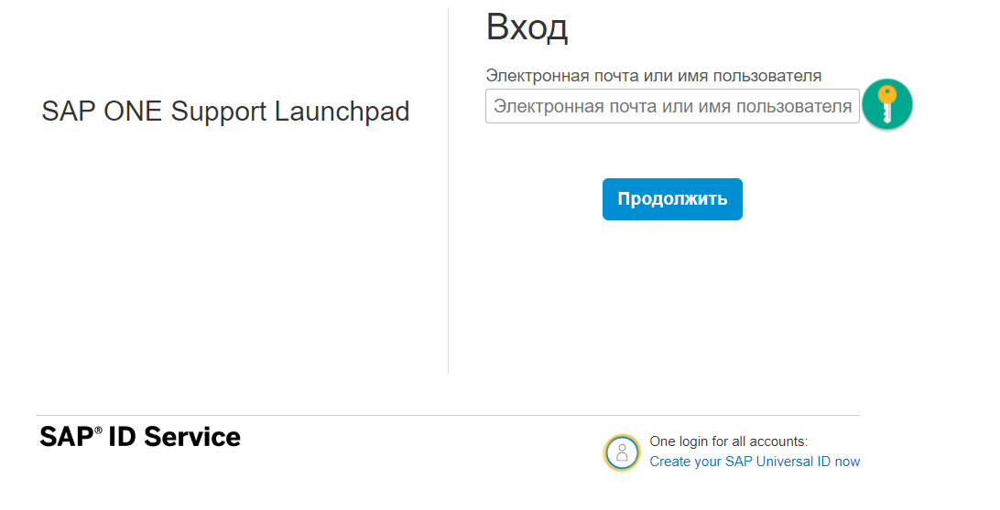 SAP ONE Support Launchpad
Вход
Электронная почта или имя пользователя
Электронная почта или имя пользователя
Продолжить
SAP® ID Service
One login for all accounts:
Create your SAP Universal ID now